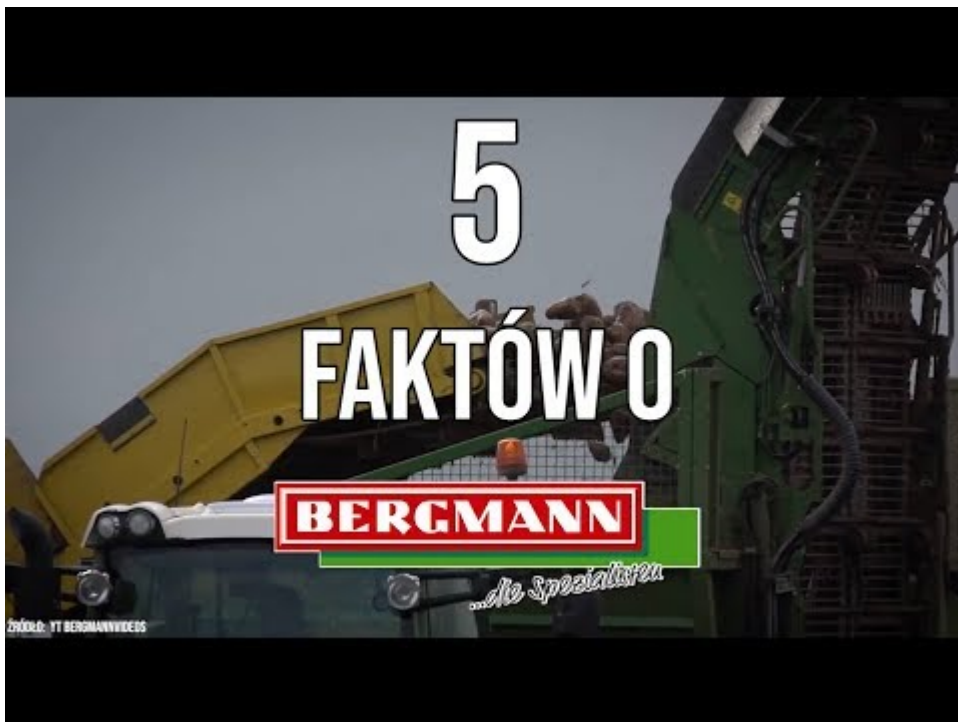 5
FAKTÓW O
BERGMANN
...die Spezialisten
ŹRÓDŁO: YT BERGMANNVIDEOS